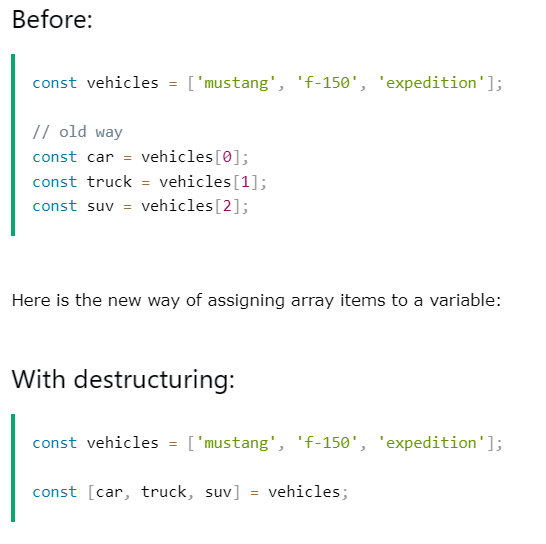 Before:
const vehicles = ['mustang', 'f-150', 'expedition'];
// old way
const car = vehicles[0];
const truck = vehicles[1];
const suv = vehicles[2];
Here is the new way of assigning array items to a variable:
With destructuring:
const vehicles = ['mustang', 'f-150', 'expedition'];
const [car, truck, suv] = vehicles;